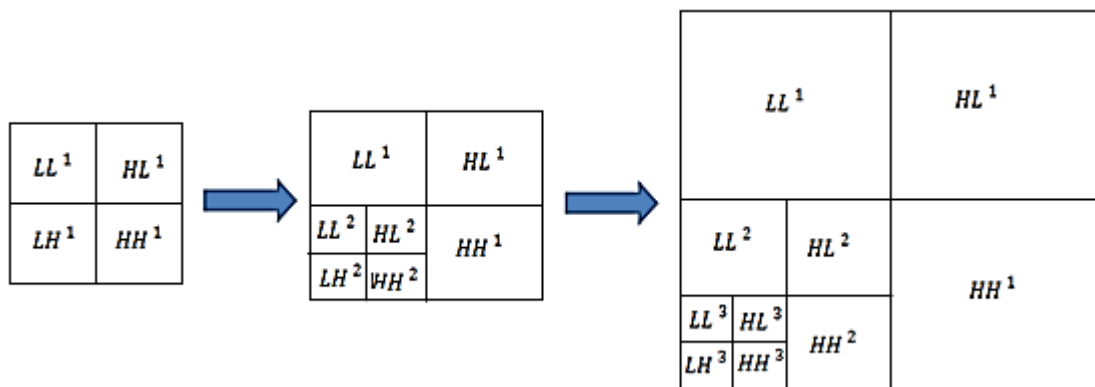 LL¹ HL¹
LH¹ HH¹
LL¹ HL¹
LL² HL²
HH¹
LH² WH²
LL¹ HL¹
LL² HL²
HH¹
LL³ HL³
HH²
LH³ HH³